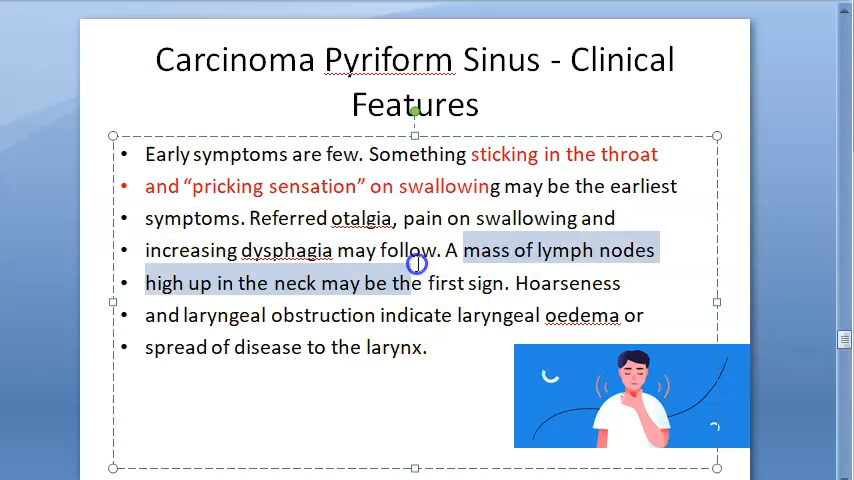 Carcinoma Pyriform Sinus - Clinical
Features
• Early symptoms are few. Something sticking in the throat
• and “pricking sensation” on swallowing may be the earliest
• symptoms. Referred otalgia, pain on swallowing and
• increasing dysphagia may follow. A mass of lymph nodes
• high up in the neck may be the first sign. Hoarseness
• and laryngeal obstruction indicate laryngeal oedema or
• spread of disease to the larynx.